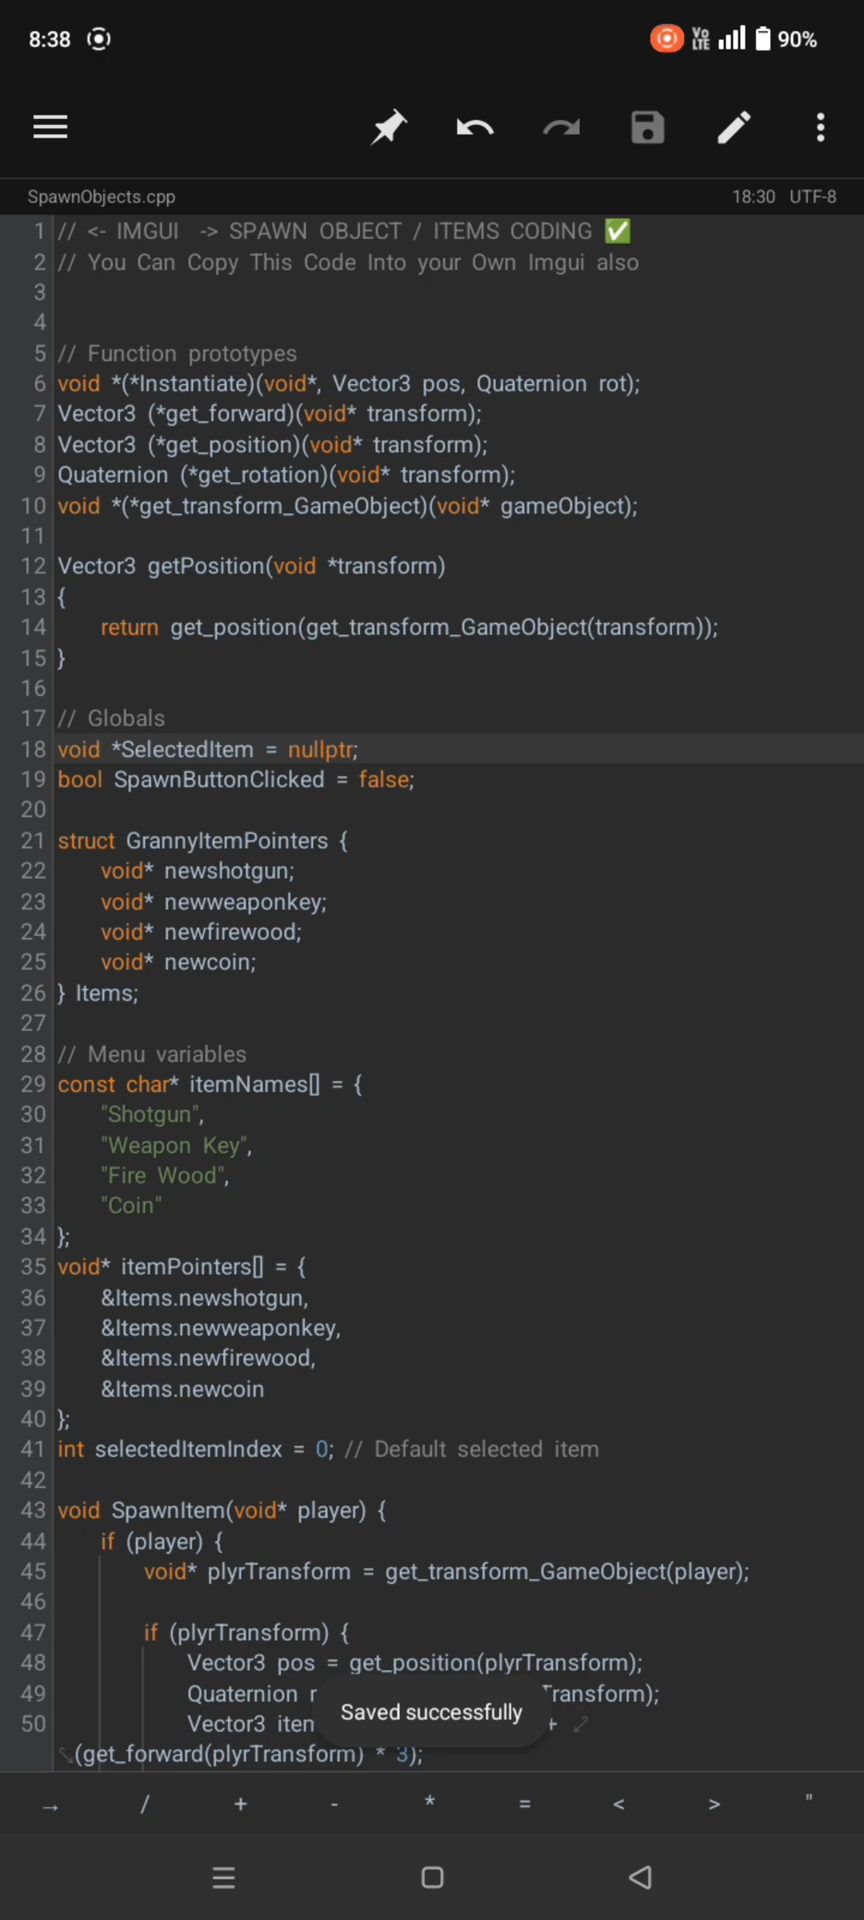 8:38 Vo LTE 90%
SpawnObjects.cpp 18:30 UTF-8
1 // <- IMGUI -> SPAWN OBJECT / ITEMS CODING ✅
2 // You Can Copy This Code Into your Own Imgui also
3
4
5 // Function prototypes
6 void *(*Instantiate)(void*, Vector3 pos, Quaternion rot);
7 Vector3 (*get_forward)(void* transform);
8 Vector3 (*get_position)(void* transform);
9 Quaternion (*get_rotation)(void* transform);
10 void *(*get_transform_GameObject)(void* gameObject);
11
12 Vector3 getPosition(void *transform)
13 {
14 return get_position(get_transform_GameObject(transform));
15 }
16
17 // Globals
18 void *SelectedItem = nullptr;
19 bool SpawnButtonClicked = false;
20
21 struct GrannyItemPointers {
22 void* newshotgun;
23 void* newweaponkey;
24 void* newfirewood;
25 void* newcoin;
26 } Items;
27
28 // Menu variables
29 const char* itemNames[] = {
30 "Shotgun",
31 "Weapon Key",
32 "Fire Wood",
33 "Coin"
34 };
35 void* itemPointers[] = {
36 &Items.newshotgun,
37 &Items.newweaponkey,
38 &Items.newfirewood,
39 &Items.newcoin
40 };
41 int selectedItemIndex = 0; // Default selected item
42
43 void SpawnItem(void* player) {
44 if (player) {
45 void* plyrTransform = get_transform_GameObject(player);
46
47 if (plyrTransform) {
48 Vector3 pos = get_position(plyrTransform);
49 Quaternion r Transform);
Saved successfully
50 Vector3 item +
(get_forward(plyrTransform) * 3);
→ / + - * = < > "